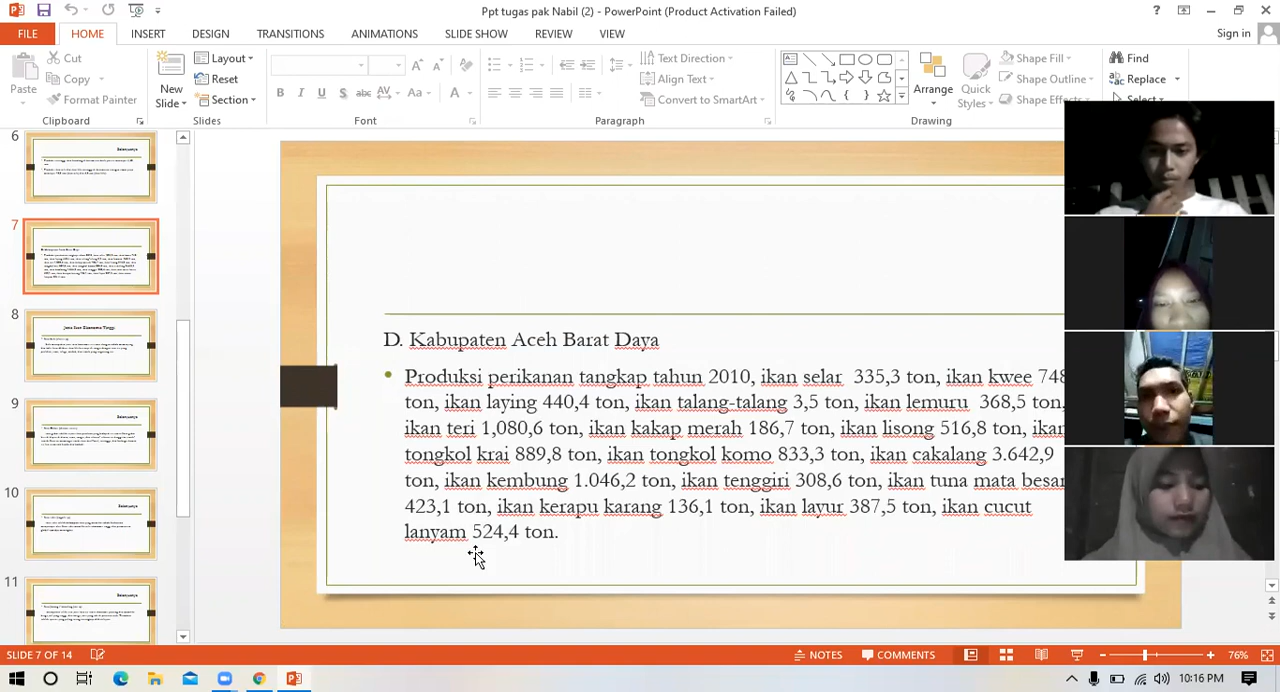 Ppt tugas pak Nabil (2) - PowerPoint (Product Activation Failed)
FILE HOME INSERT DESIGN TRANSITIONS ANIMATIONS SLIDE SHOW REVIEW VIEW Sign in
Cut
Copy
Format Painter
Paste
Clipboard
New
Slide
Layout
Reset
Section
Slides
Font
Text Direction
Align Text
Convert to SmartArt
Paragraph
Arrange
Quick
Styles
Shape Fill
Shape Outline
Shape Effects
Drawing
Find
Replace
Select
6
Selanjutnya
7
8
Jenis Ikan Ekonomis Tinggi
9
Selanjutnya
10
Selanjutnya
11
Selanjutnya
D. Kabupaten Aceh Barat Daya
Produksi perikanan tangkap tahun 2010, ikan selar 335,3 ton, ikan kwee 748
ton, ikan laying 440,4 ton, ikan talang-talang 3,5 ton, ikan lemuru 368,5 ton,
ikan teri 1,080,6 ton, ikan kakap merah 186,7 ton, ikan lisong 516,8 ton, ikan
tongkol krai 889,8 ton, ikan tongkol komo 833,3 ton, ikan cakalang 3.642,9
ton, ikan kembung 1.046,2 ton, ikan tenggiri 308,6 ton, ikan tuna mata besar
423,1 ton, ikan kerapu karang 136,1 ton, ikan layur 387,5 ton, ikan cucut
lanyam 524,4 ton.
SLIDE 7 OF 14
NOTES COMMENTS 76%
10:16 PM